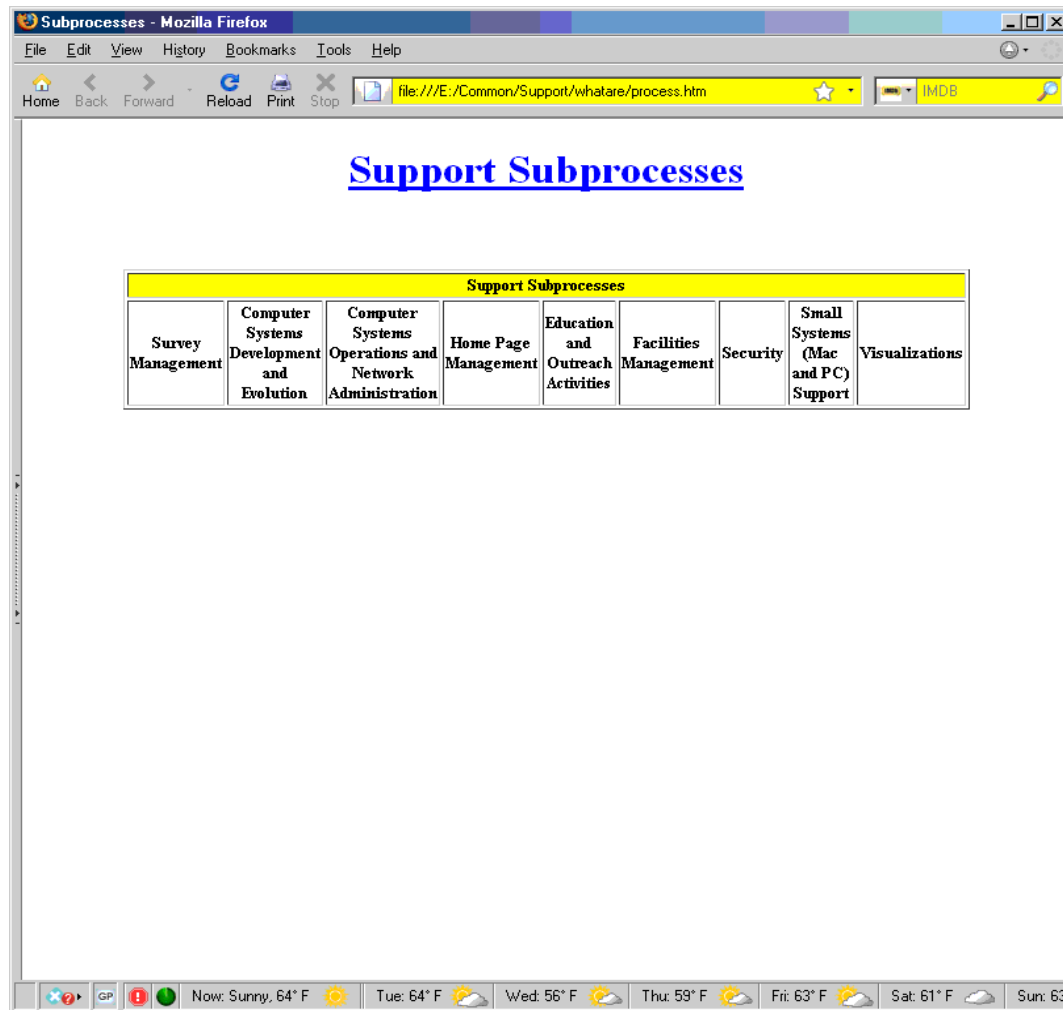 Subprocesses - Mozilla Firefox
File Edit View History Bookmarks Tools Help
Home Back Forward Reload Print Stop
file:///E:/Common/Support/whatare/process.htm
IMDB
Support Subprocesses
Support Subprocesses
Survey
Management
Computer
Systems
Development
and
Evolution
Computer
Systems
Operations and
Network
Administration
Home Page
Management
Education
and
Outreach
Activities
Facilities
Management
Security
Small
Systems
(Mac
and PC)
Support
Visualizations
GP
Now: Sunny, 64° F
Tue: 64° F
Wed: 56° F
Thu: 59° F
Fri: 63° F
Sat: 61° F
Sun: 63